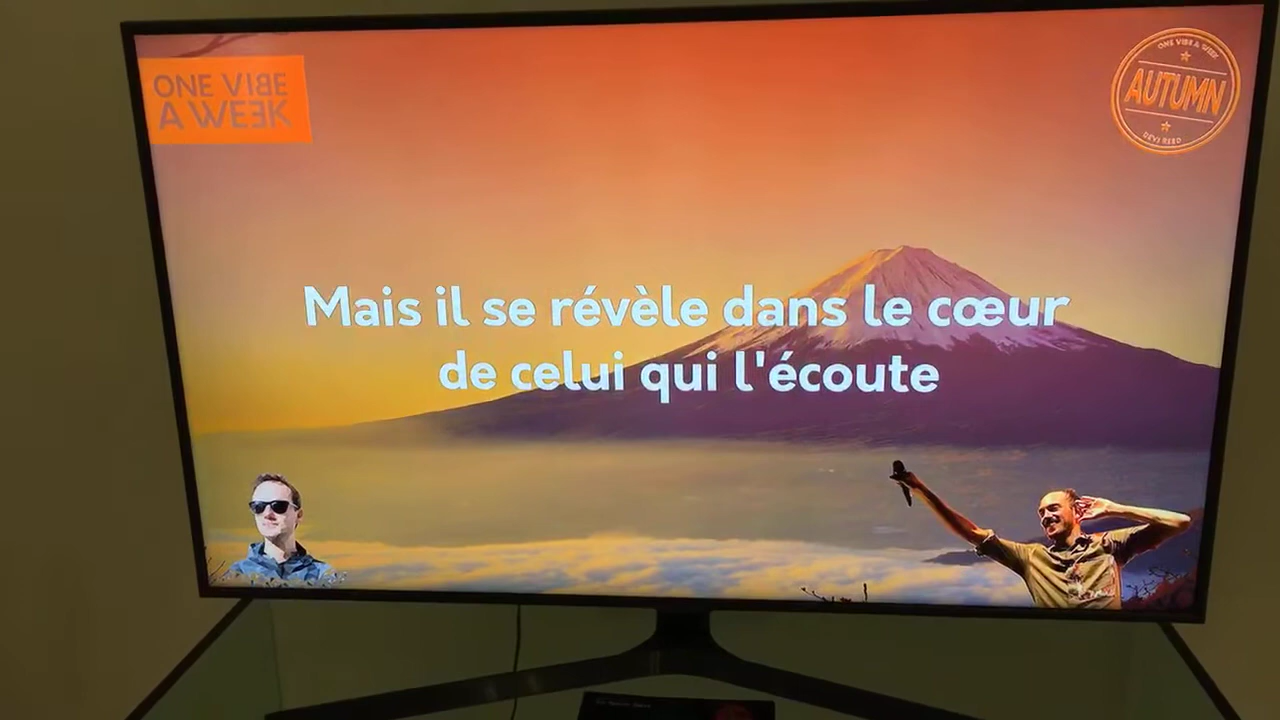 ONE VIBE
A WEEK
ONE VIBE A WEEK
AUTUMN
Mais il se révèle dans le cœur
de celui qui l'écoute